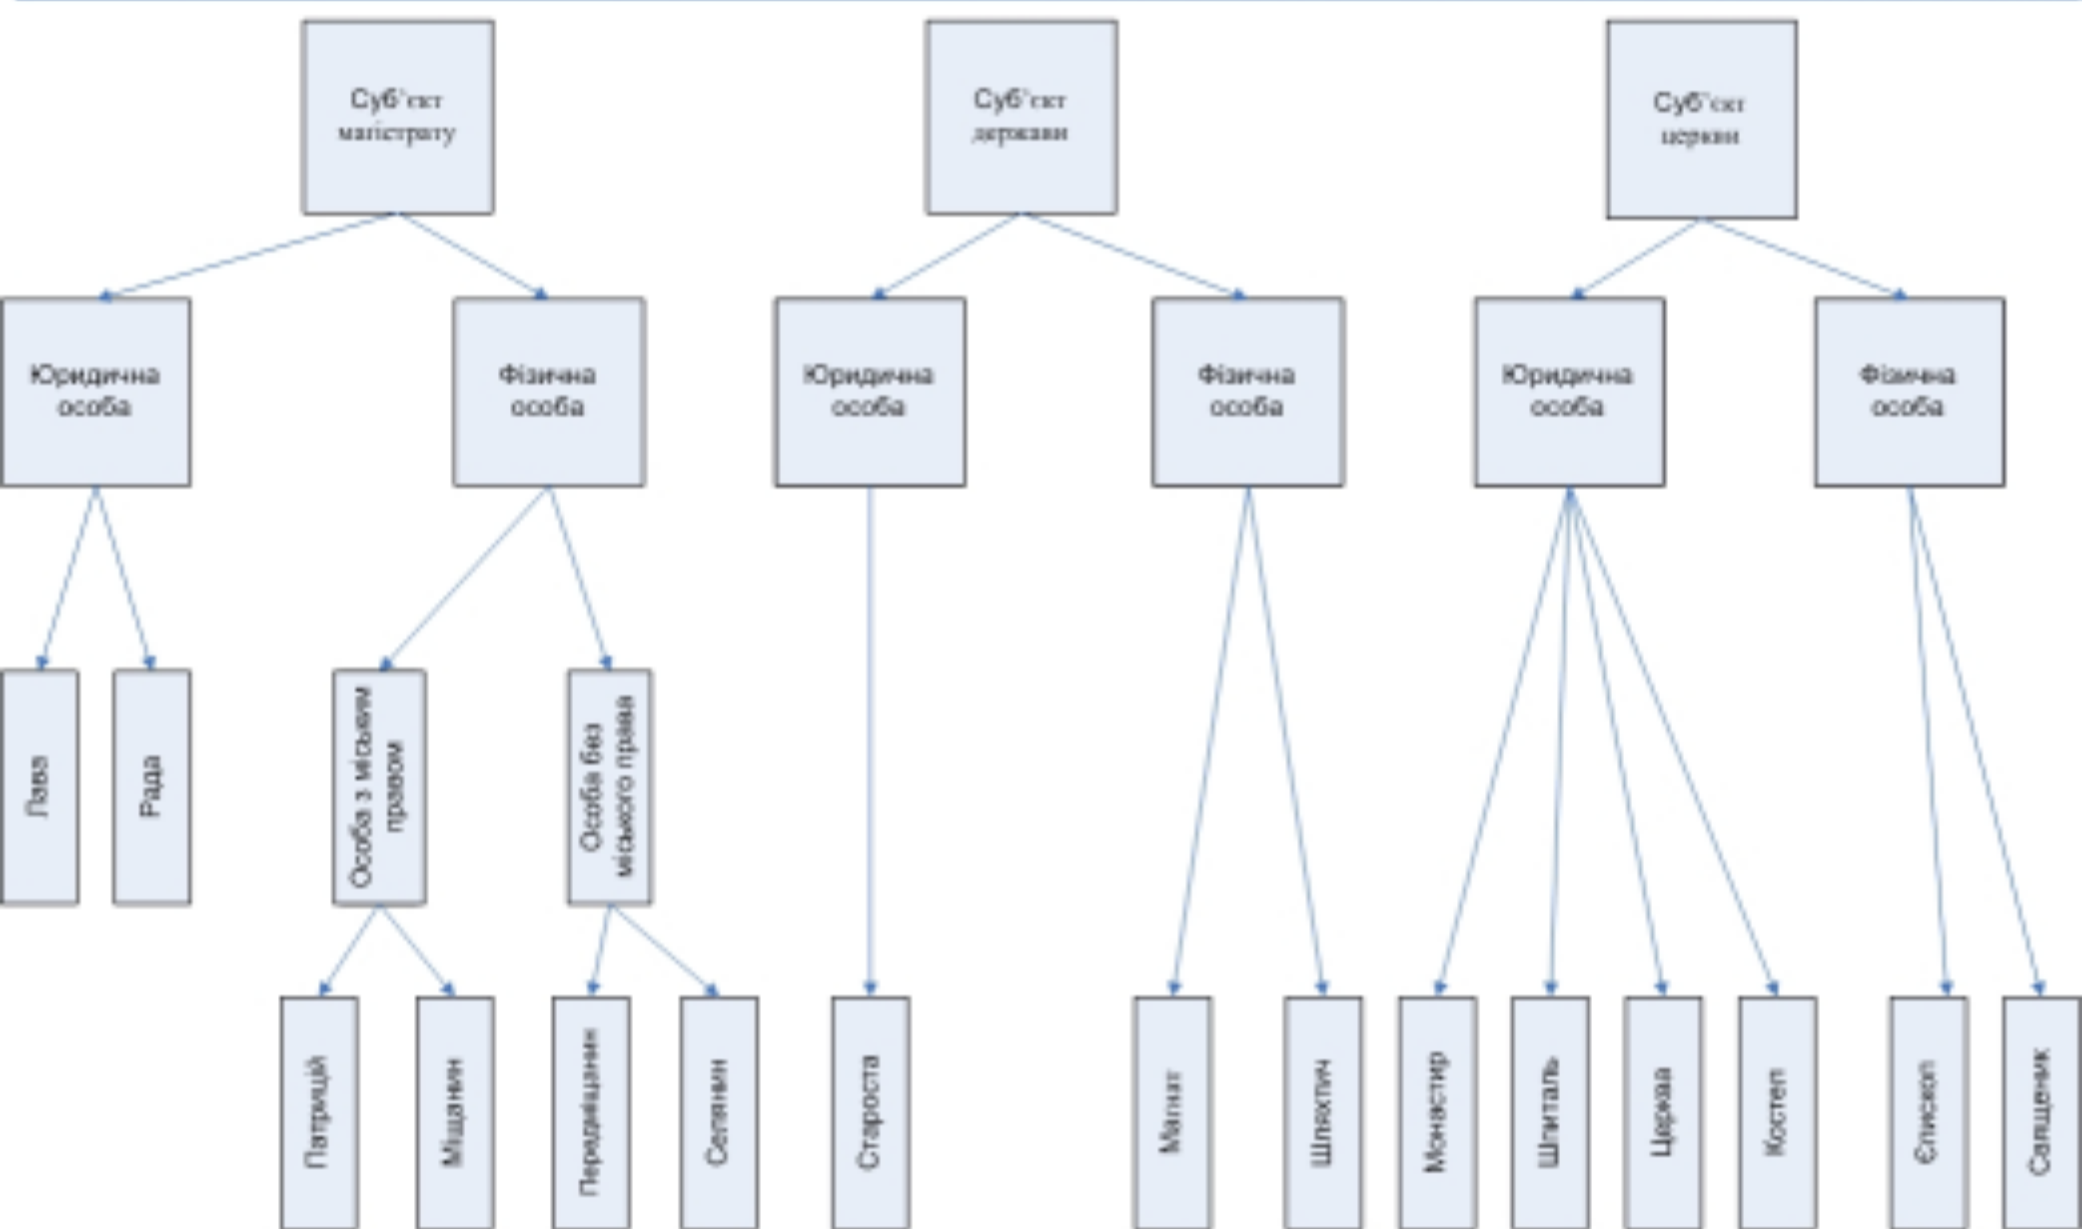 Суб'єкт
магістрату
Суб'єкт
держави
Суб'єкт
церкви
Юридична
особа
Фізична
особа
Юридична
особа
Фізична
особа
Юридична
особа
Фізична
особа
Лава
Рада
Особа з міським
правом
Особа без
міського права
Патрицій
Міщанин
Передміщанин
Селянин
Староста
Магнат
Шляхтич
Монастир
Шпиталь
Церква
Костел
Єпископ
Священик